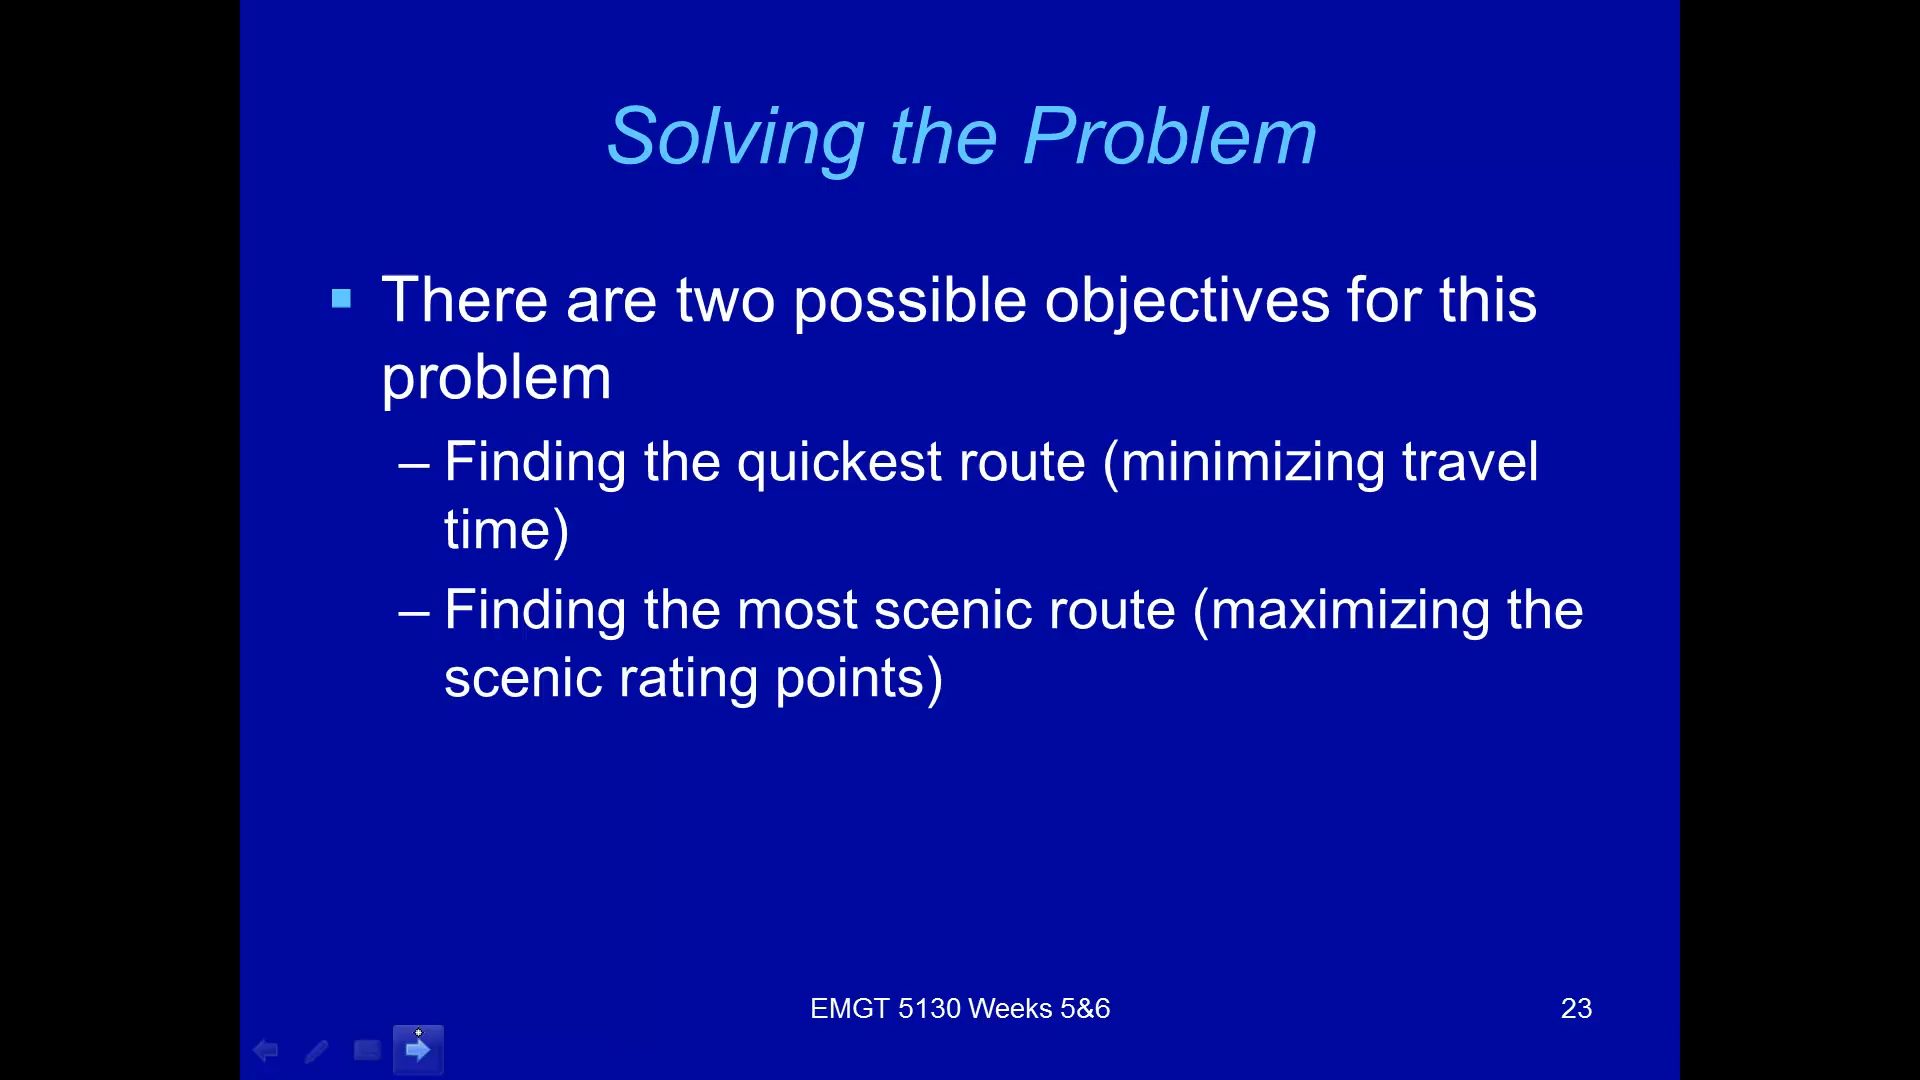 Solving the Problem
▪ There are two possible objectives for this
problem
– Finding the quickest route (minimizing travel
time)
– Finding the most scenic route (maximizing the
scenic rating points)
EMGT 5130 Weeks 5&6
23